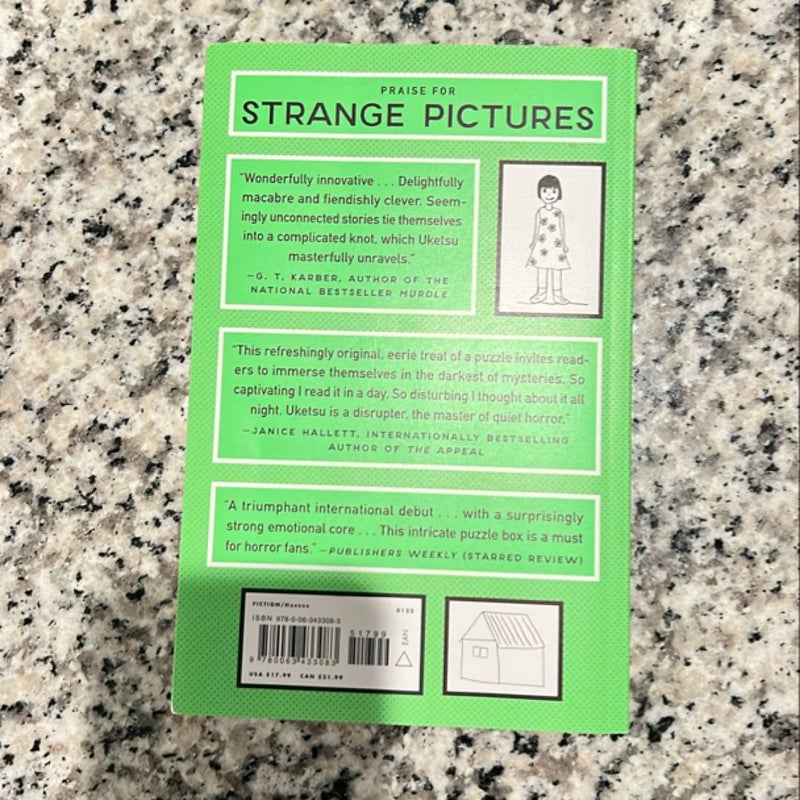 PRAISE FOR
STRANGE PICTURES
"Wonderfully innovative . . . Delightfully
macabre and fiendishly clever. Seem-
ingly unconnected stories tie themselves
into a complicated knot, which Uketsu
masterfully unravels."
—G. T. KARBER, AUTHOR OF THE
NATIONAL BESTSELLER MURDLE
"This refreshingly original, eerie treat of a puzzle invites read-
ers to immerse themselves in the darkest of mysteries. So
captivating I read it in a day. So disturbing I thought about it all
night. Uketsu is a disrupter, the master of quiet horror."
—JANICE HALLETT, INTERNATIONALLY BESTSELLING
AUTHOR OF THE APPEAL
"A triumphant international debut . . . with a surprisingly
strong emotional core . . . This intricate puzzle box is a must
for horror fans." —PUBLISHERS WEEKLY (STARRED REVIEW)
FICTION/Horror 0125
ISBN 978-0-06-343308-3
51799
EAN
9 780063 433083
USA $17.99 CAN $21.99